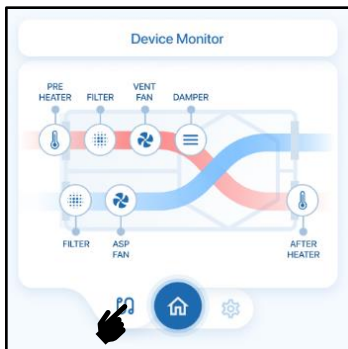 Device Monitor
PRE HEATER
FILTER
VENT FAN
DAMPER
FILTER
ASP FAN
AFTER HEATER